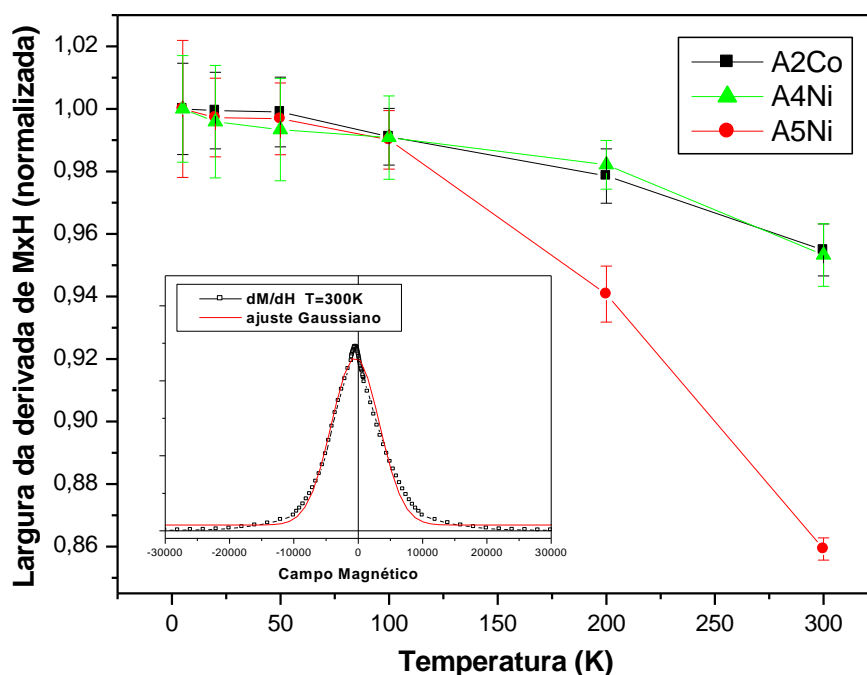 1,02
1,00
0,98
0,96
0,94
0,92
0,90
0,88
0,86
Largura da derivada de MxH (normalizada)
A2Co
A4Ni
A5Ni
dM/dH T=300K
ajuste Gaussiano
-30000 -20000 -10000 0 10000 20000 30000
Campo Magnético
0 50 100 150 200 250 300
Temperatura (K)